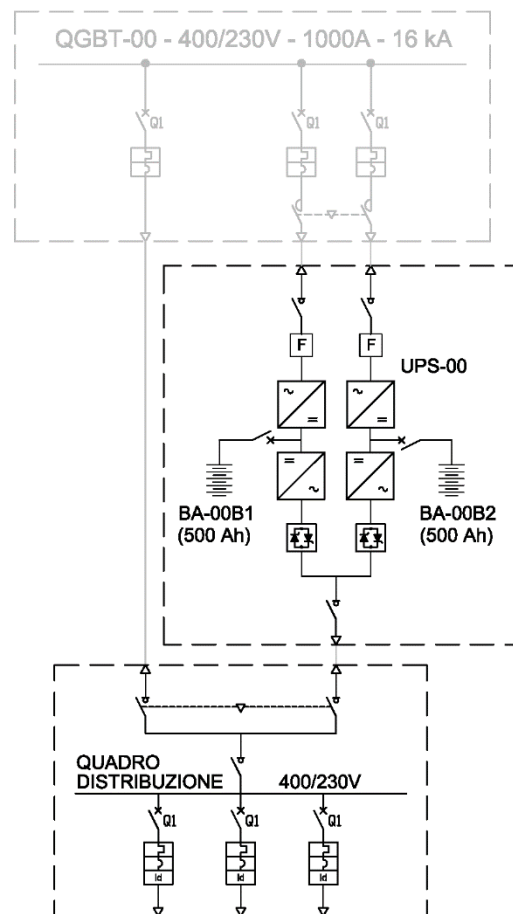 QGBT-00 - 400/230V - 1000A - 16 kA
Q1 Q1 Q1
F F
UPS-00
BA-00B1
(500 Ah)
BA-00B2
(500 Ah)
QUADRO
DISTRIBUZIONE 400/230V
Q1 Q1 Q1
Id Id Id